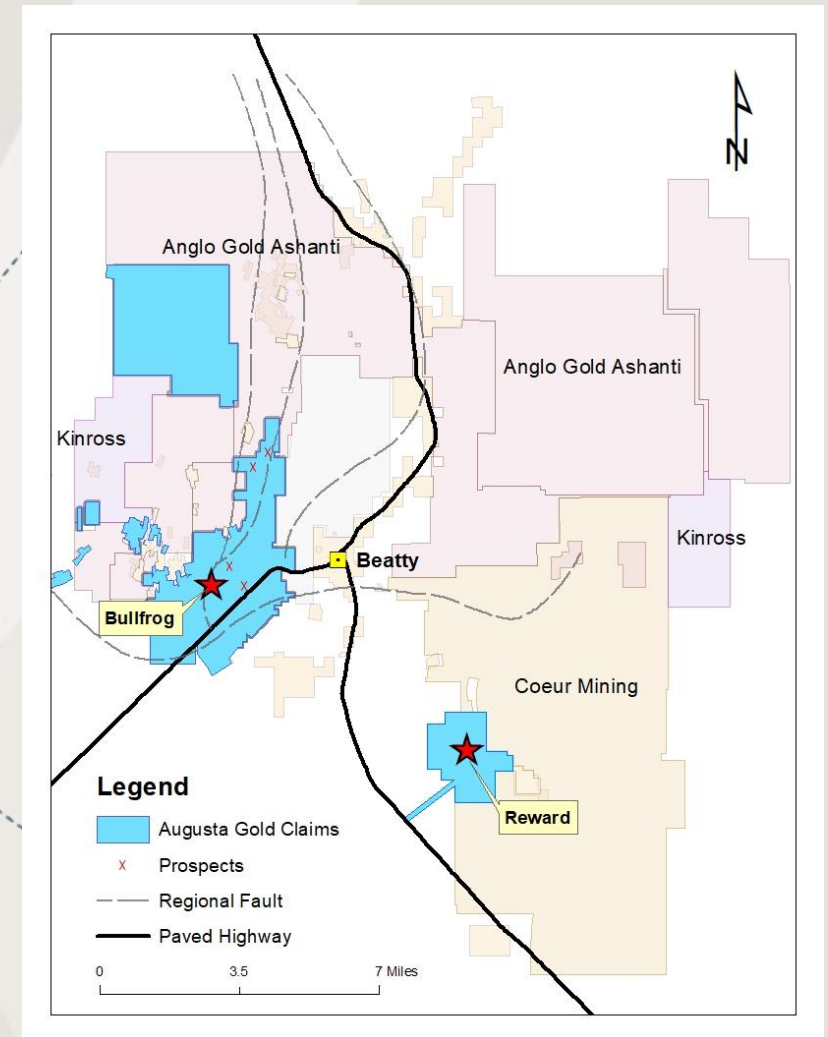 N
Anglo Gold Ashanti
Anglo Gold Ashanti
Kinross
Kinross
Beatty
Bullfrog
Coeur Mining
Reward
Legend
Augusta Gold Claims
x Prospects
Regional Fault
Paved Highway
0 3.5 7 Miles